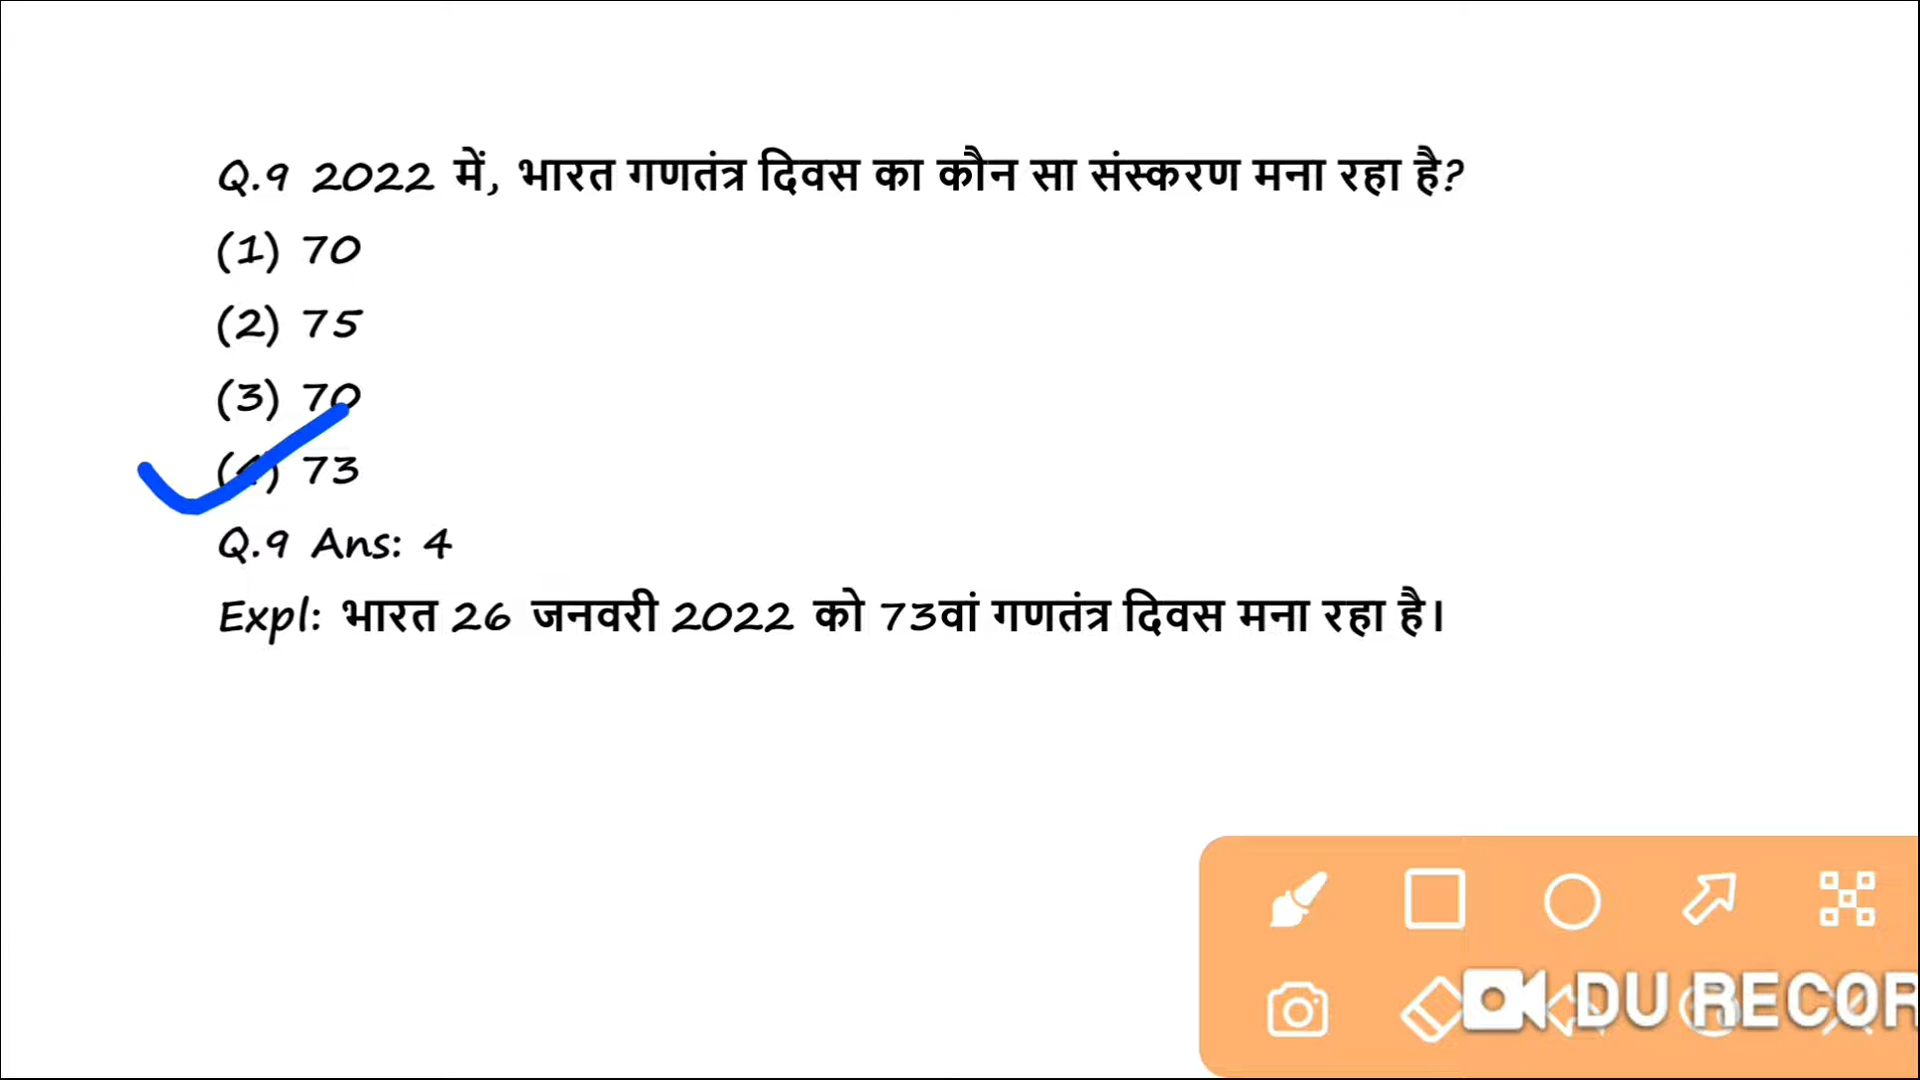 Q.9 2022 में, भारत गणतंत्र दिवस का कौन सा संस्करण मना रहा है?
(1) 70
(2) 75
(3) 70
(4) 73
Q.9 Ans: 4
Expl: भारत 26 जनवरी 2022 को 73वां गणतंत्र दिवस मना रहा है।
DU RECOR